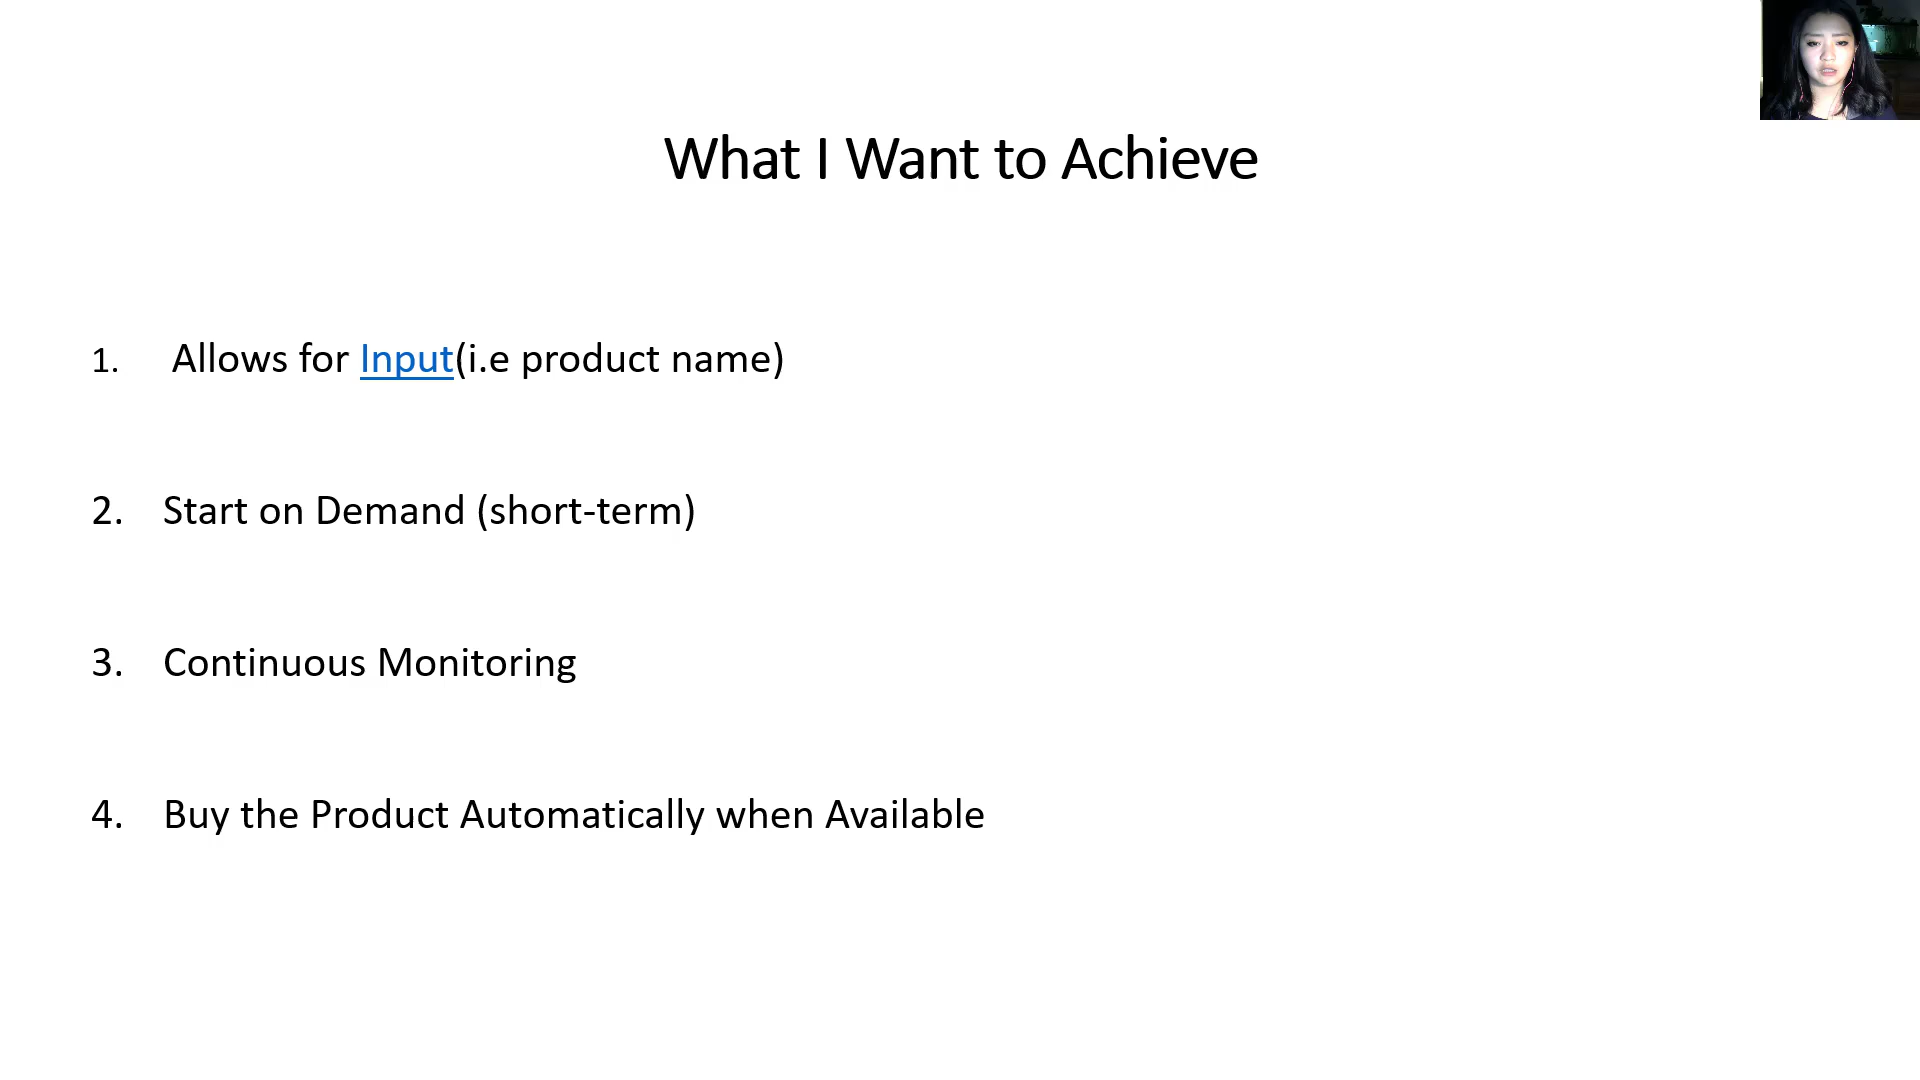 What I Want to Achieve
1. Allows for Input(i.e product name)
2. Start on Demand (short-term)
3. Continuous Monitoring
4. Buy the Product Automatically when Available